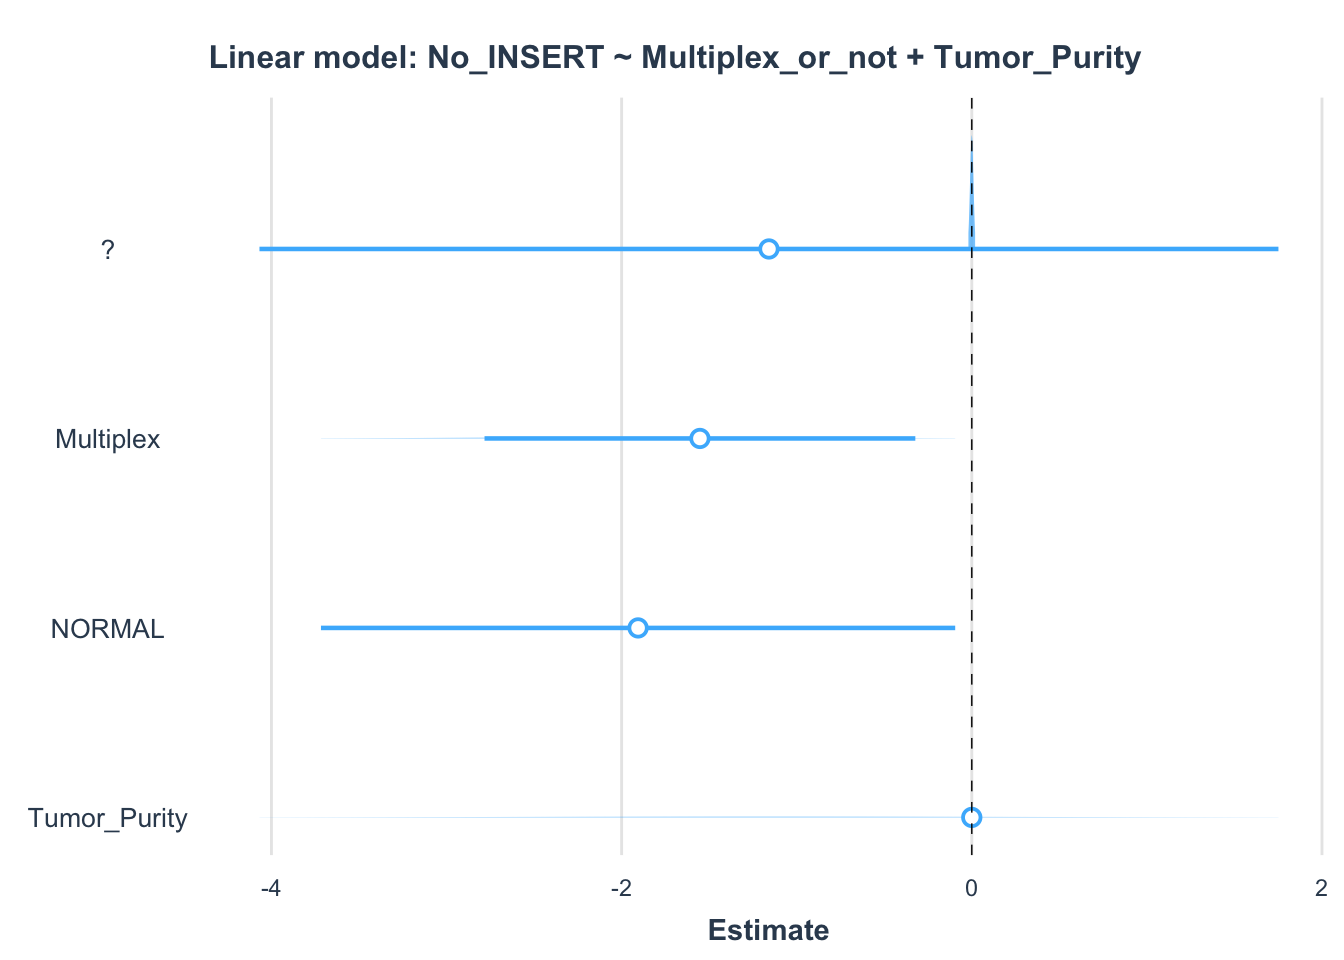 Linear model: No_INSERT ~ Multiplex_or_not + Tumor_Purity
?
Multiplex
NORMAL
Tumor_Purity
-4 -2 0 2
Estimate